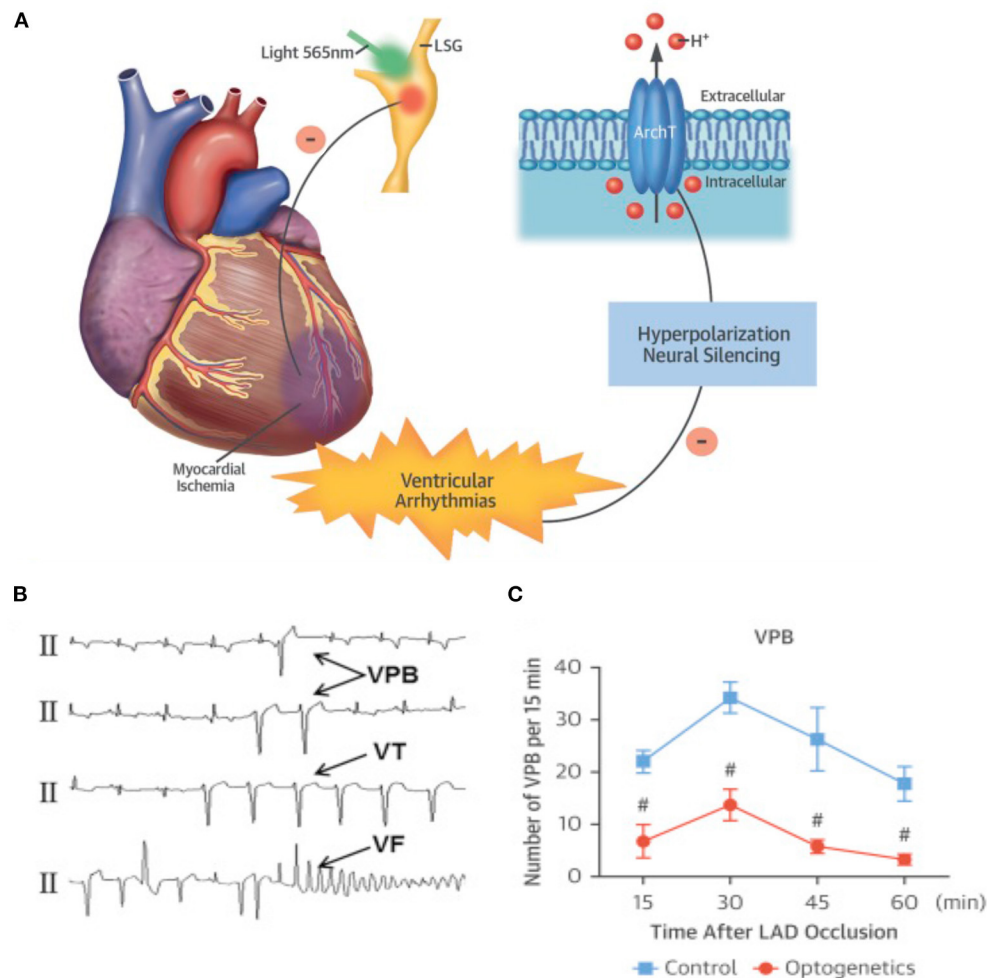 A
Light 565nm
LSG
H+
Extracellular
ArchT
Intracellular
-
Hyperpolarization
Neural Silencing
-
Myocardial
Ischemia
Ventricular
Arrhythmias
B
II
VPB
II
VT
II
VF
II
C
VPB
Number of VPB per 15 min
40
30
20
10
0
#
#
#
#
15 30 45 60 (min)
Time After LAD Occlusion
Control Optogenetics